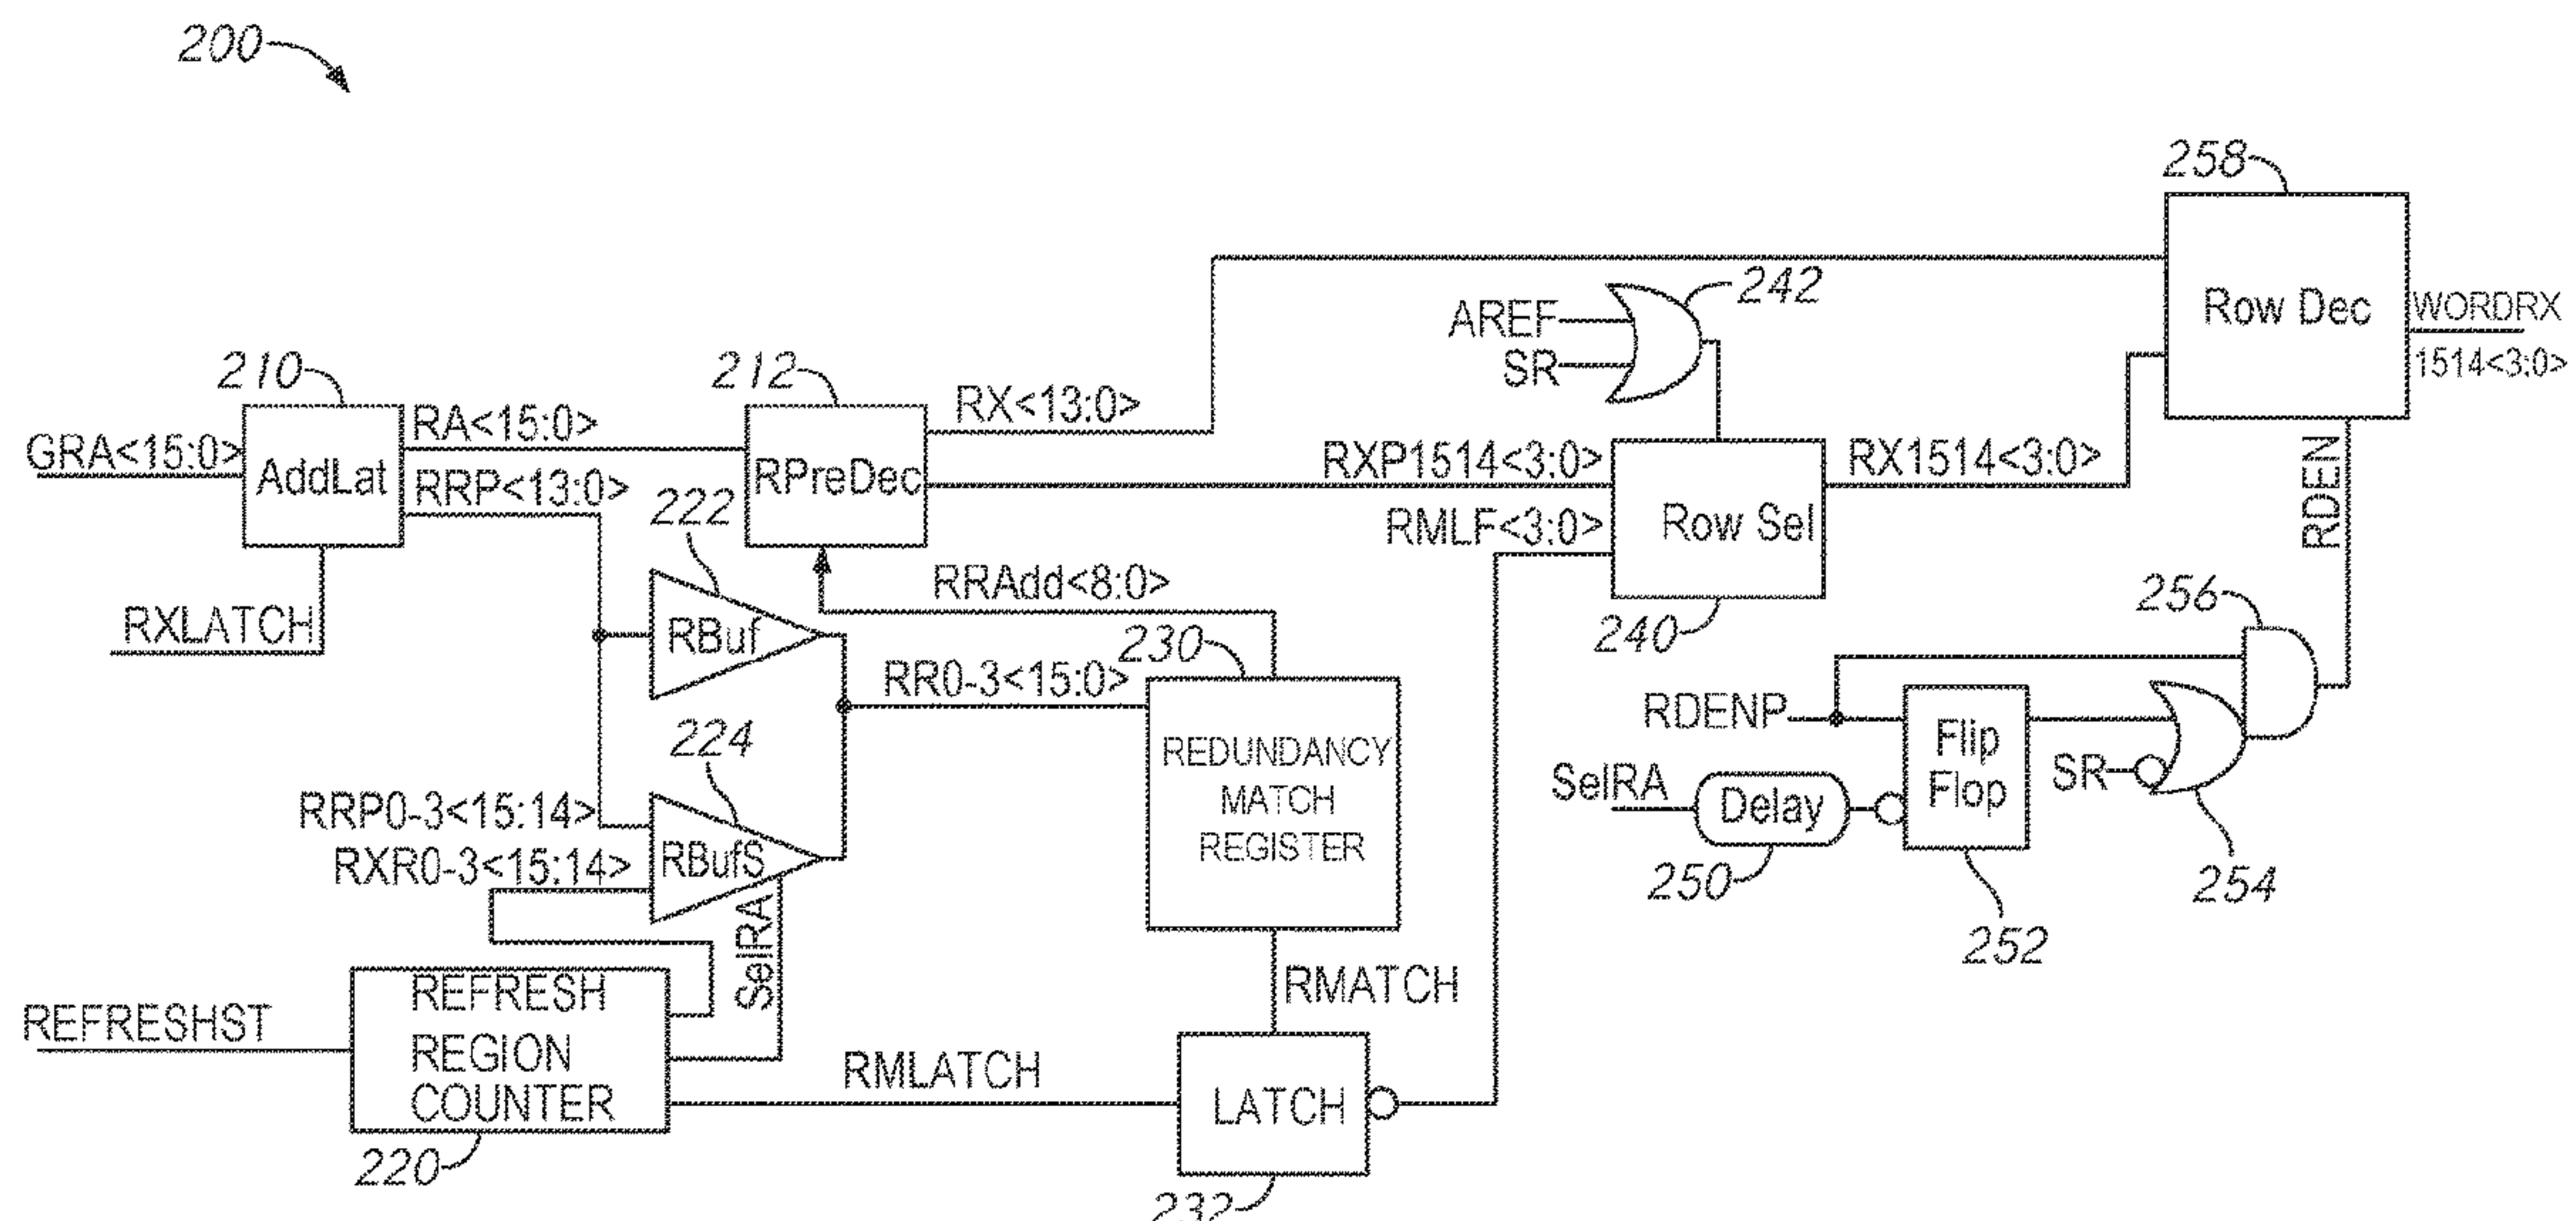 200
258
242
AREF
SR
Row Dec
WORDRX
1514<3:0>
210
212
GRA<15:0>
AddLat
RA<15:0>
RRP<13:0>
RPreDec
RX<13:0>
RXP1514<3:0>
RMLF<3:0>
Row Sel
RX1514<3:0>
RDEN
240
222
RXLATCH
RBuf
RRAdd<8:0>
230
RR0-3<15:0>
224
RRP0-3<15:14>
RXR0-3<15:14>
RBufS
SelRA
REDUNDANCY
MATCH
REGISTER
256
RDENP
Flip
Flop
SR
SelRA
Delay
250
252
254
REFRESHST
REFRESH
REGION
COUNTER
220
RMATCH
RMLATCH
LATCH
232